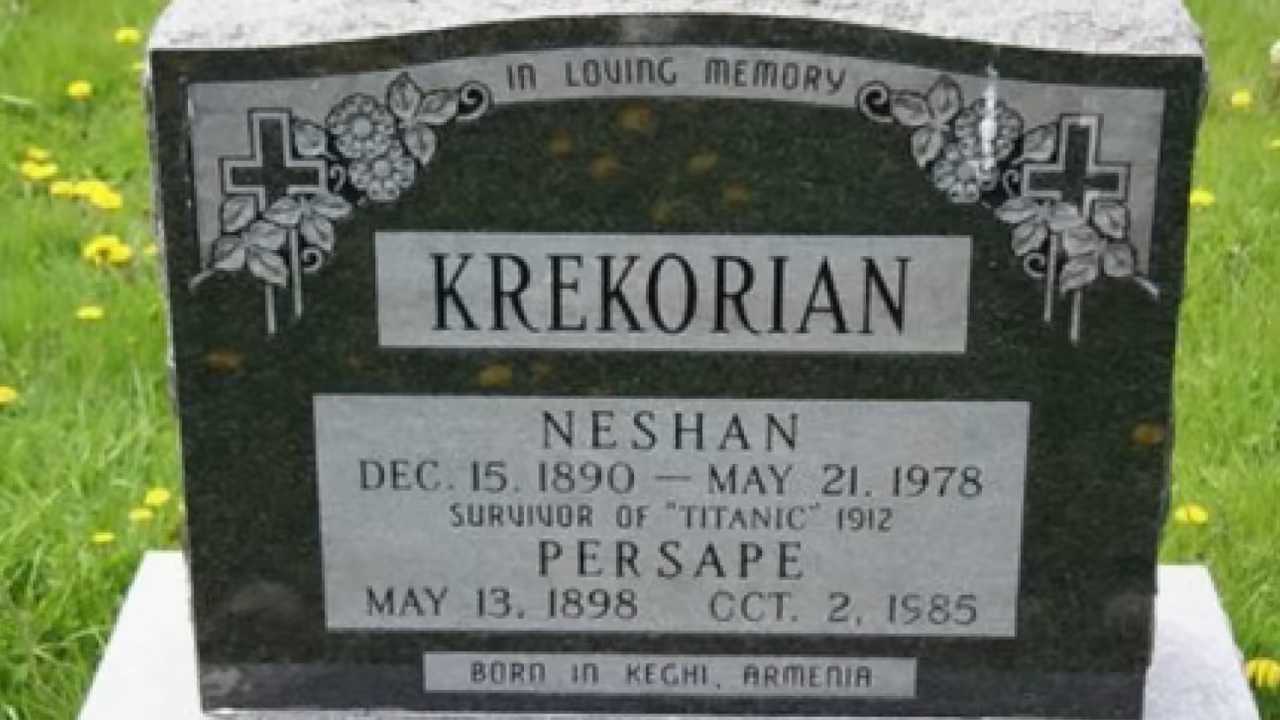 IN LOVING MEMORY
KREKORIAN
NESHAN
DEC. 15. 1890 — MAY 21. 1978
SURVIVOR OF "TITANIC" 1912
PERSAPE
MAY 13, 1898 OCT. 2, 1985
BORN IN KEGHI, ARMENIA